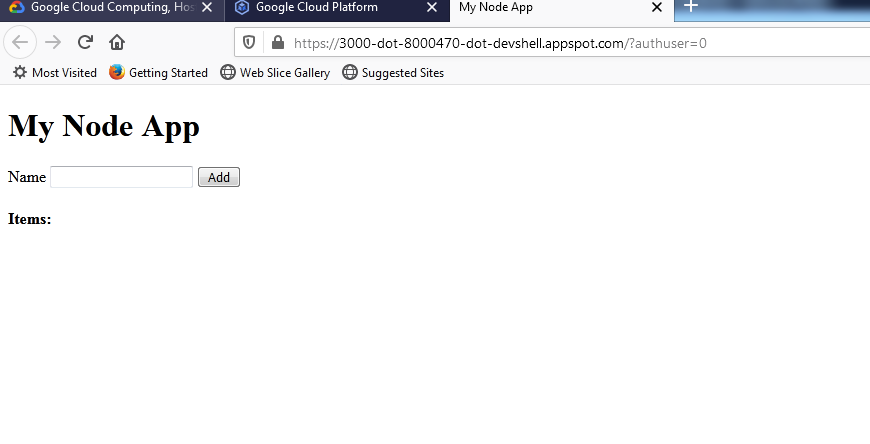 Google Cloud Computing, Hos
Google Cloud Platform
My Node App
https://3000-dot-8000470-dot-devshell.appspot.com/?authuser=0
Most Visited
Getting Started
Web Slice Gallery
Suggested Sites
My Node App
Name
Add
Items: